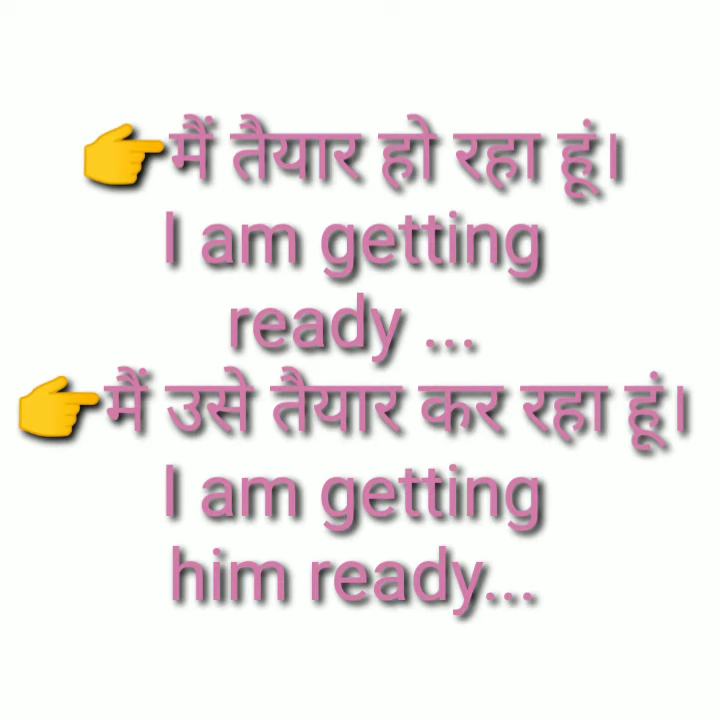 👉मैं तैयार हो रहा हूं।
I am getting
ready ...
👉मैं उसे तैयार कर रहा हूं।
I am getting
him ready...